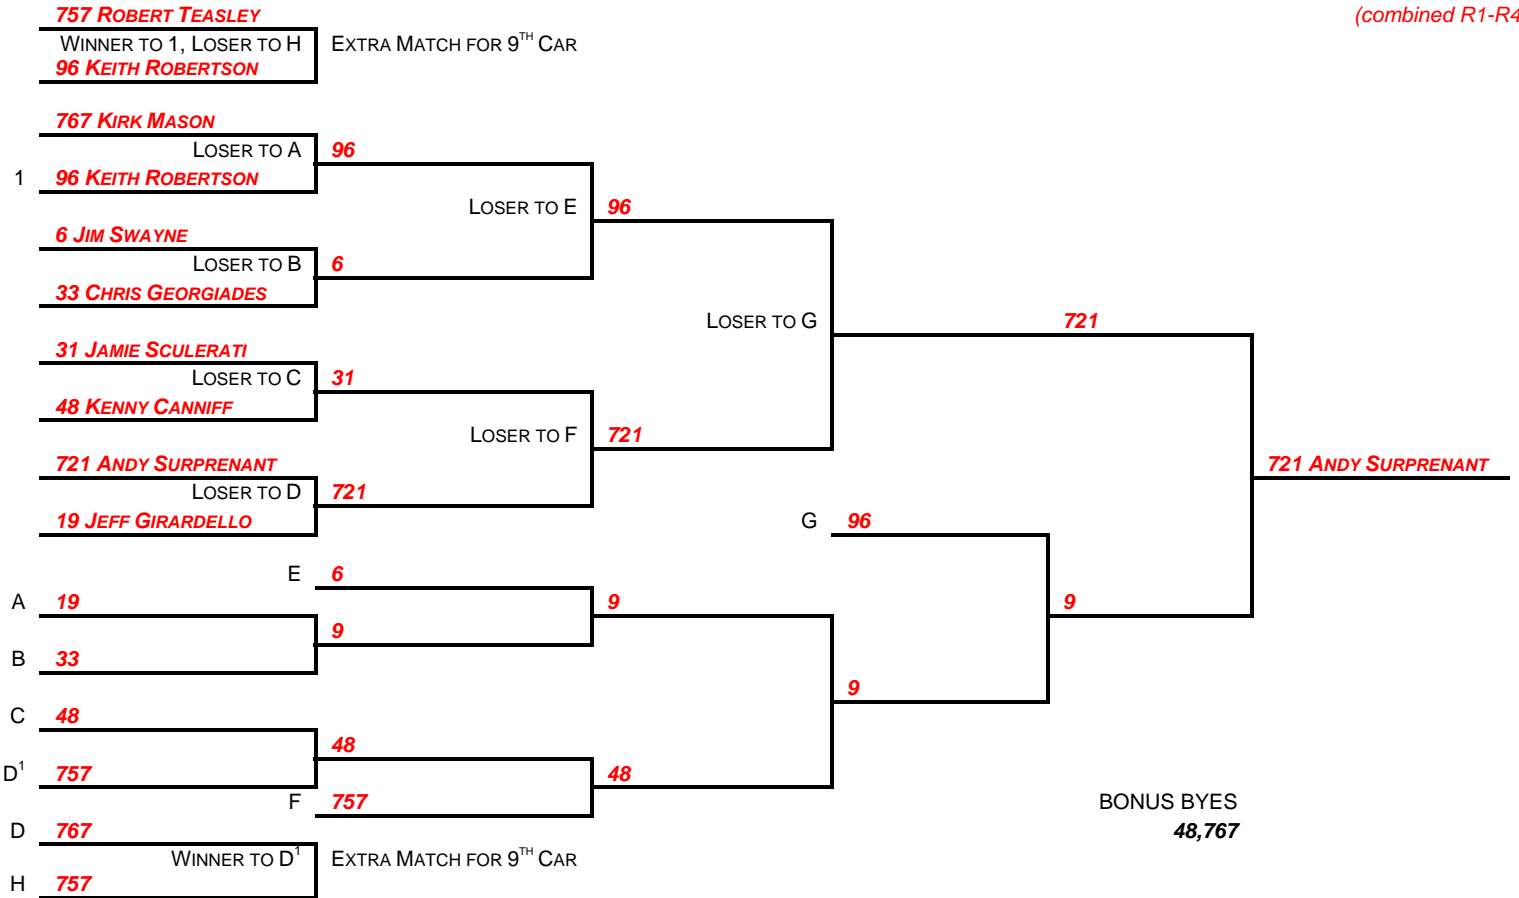 757 ROBERT TEASLEY
(combined R1-R4
WINNER TO 1, LOSER TO H
EXTRA MATCH FOR 9TH CAR
96 KEITH ROBERTSON
767 KIRK MASON
LOSER TO A
96
1
96 KEITH ROBERTSON
LOSER TO E
96
6 JIM SWAYNE
LOSER TO B
6
33 CHRIS GEORGIADES
LOSER TO G
721
31 JAMIE SCULERATI
LOSER TO C
31
48 KENNY CANNIFF
LOSER TO F
721
721 ANDY SURPRENANT
721 ANDY SURPRENANT
LOSER TO D
721
19 JEFF GIRARDELLO
G
96
E
6
A
19
9
9
9
B
33
9
C
48
48
D1
757
48
F
757
BONUS BYES
48,767
D
767
WINNER TO D1
EXTRA MATCH FOR 9TH CAR
H
757